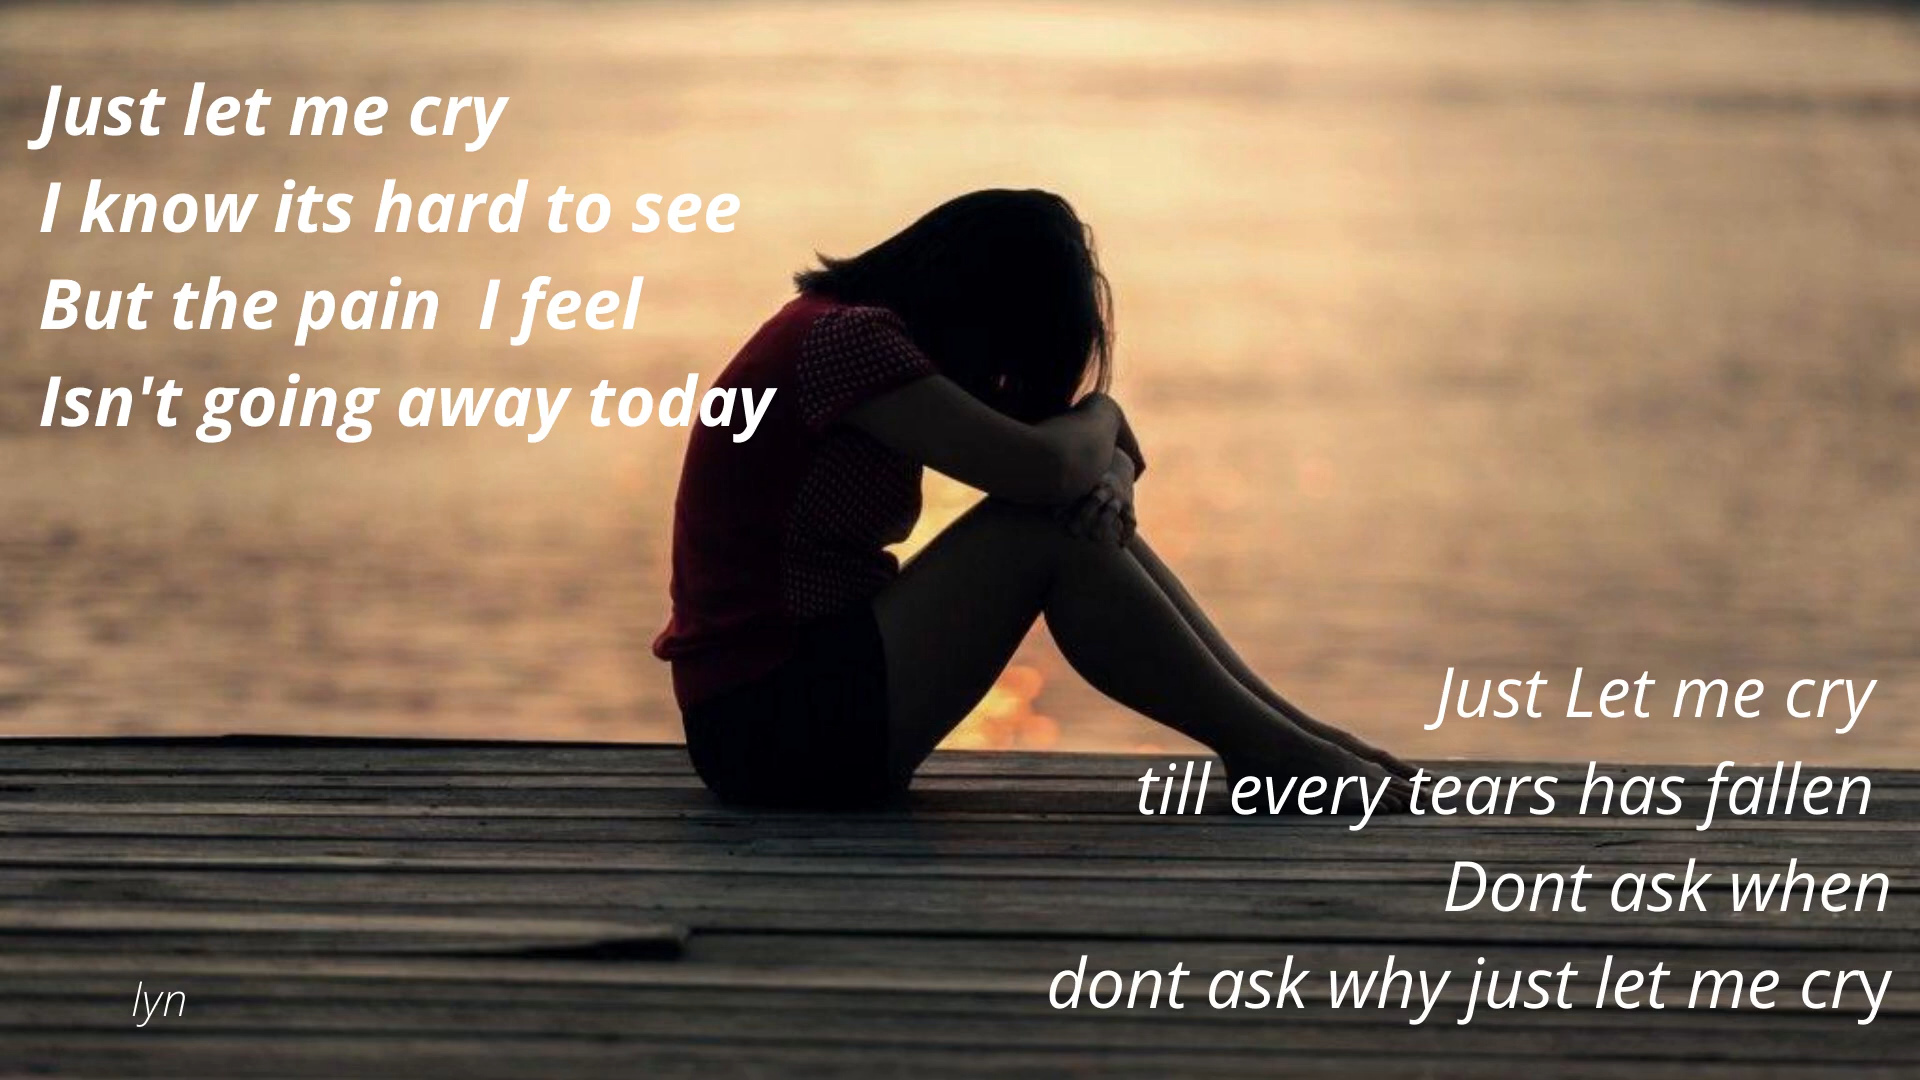 Just let me cry
I know its hard to see
But the pain  I feel
Isn't going away today
Just Let me cry
till every tears has fallen
Dont ask when
dont ask why just let me cry
lyn